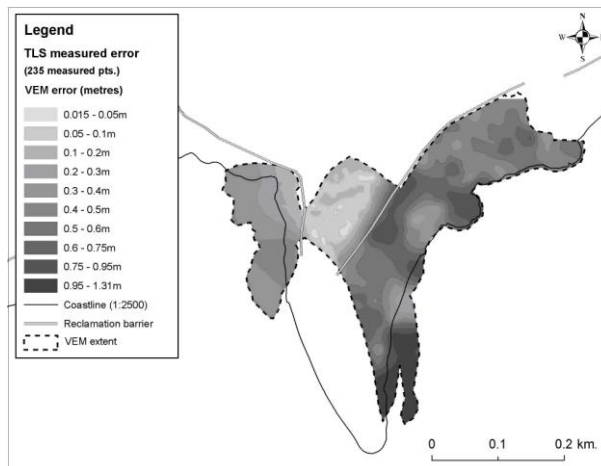 Legend
TLS measured error
(235 measured pts.)
VEM error (metres)
0.015 - 0.05m
0.05 - 0.1m
0.1 - 0.2m
0.2 - 0.3m
0.3 - 0.4m
0.4 - 0.5m
0.5 - 0.6m
0.6 - 0.75m
0.75 - 0.95m
0.95 - 1.31m
Coastline (1:2500)
Reclamation barrier
VEM extent
N
W
S
0 0.1 0.2 km.